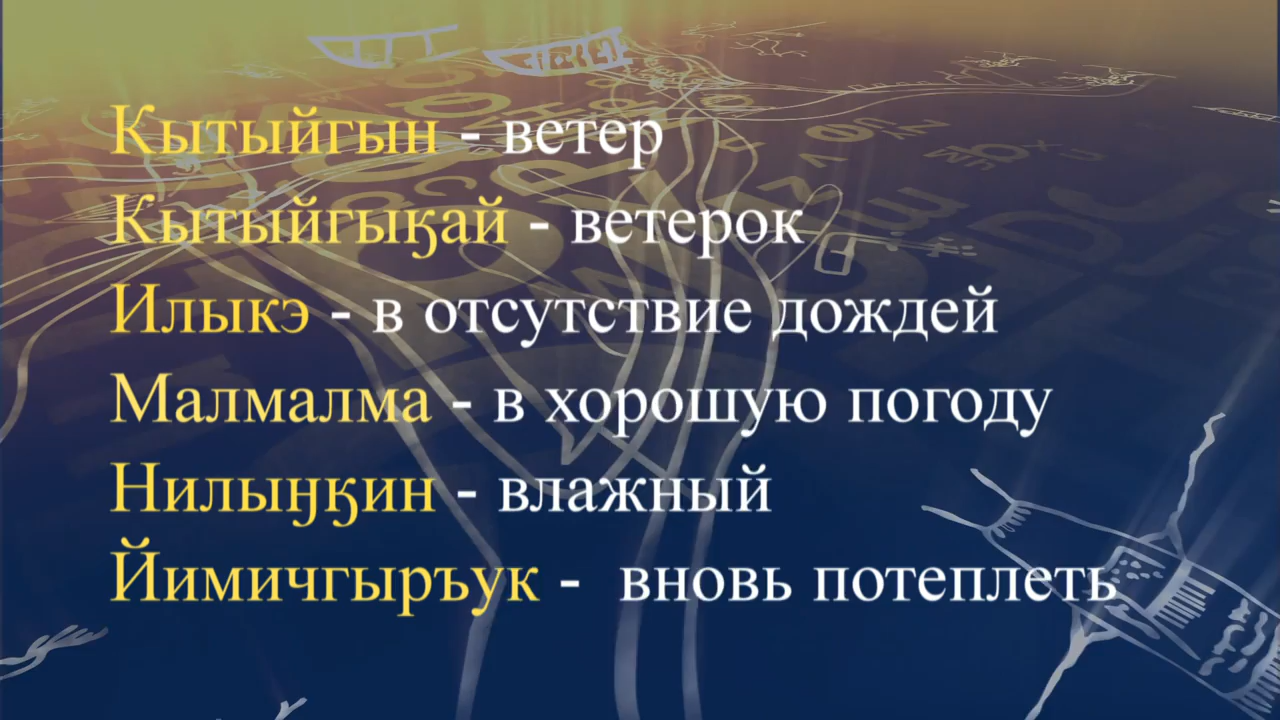 Кытыйгын - ветер
Кытыйгыӄай - ветерок
Илыкэ - в отсутствие дождей
Малмалма - в хорошую погоду
Нилыӈӄин - влажный
Йимичгыръук - вновь потеплеть